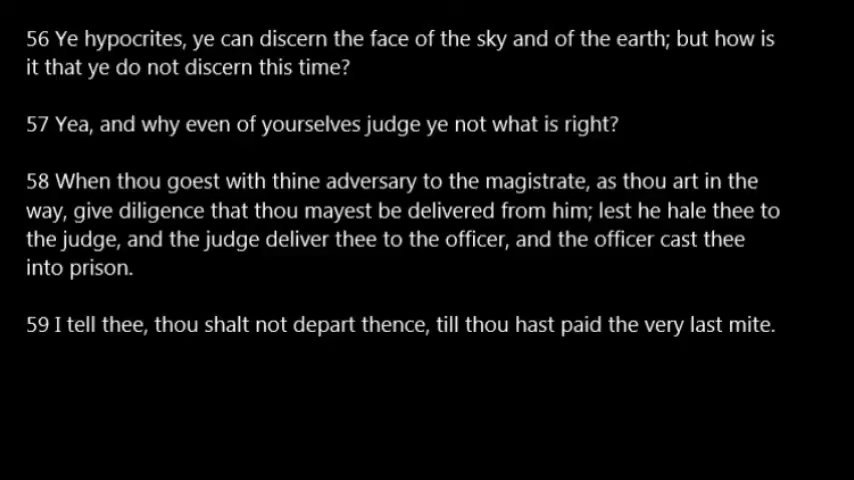 56 Ye hypocrites, ye can discern the face of the sky and of the earth; but how is
it that ye do not discern this time?
57 Yea, and why even of yourselves judge ye not what is right?
58 When thou goest with thine adversary to the magistrate, as thou art in the
way, give diligence that thou mayest be delivered from him; lest he hale thee to
the judge, and the judge deliver thee to the officer, and the officer cast thee
into prison.
59 I tell thee, thou shalt not depart thence, till thou hast paid the very last mite.